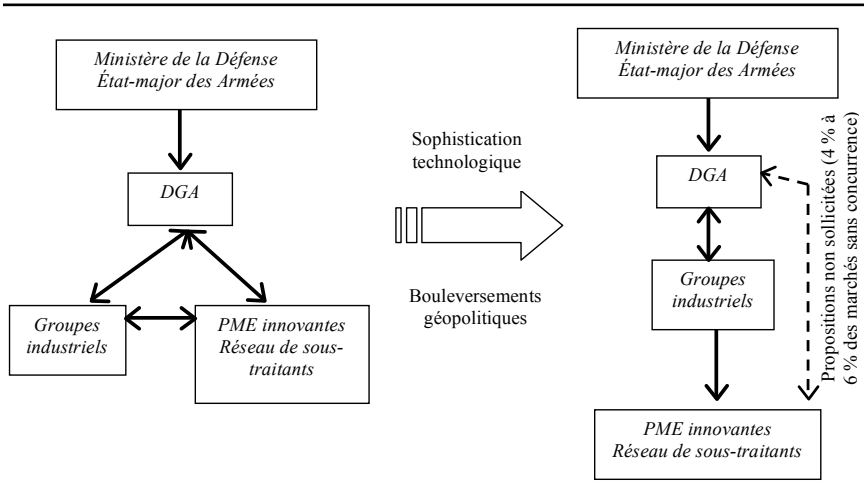 Ministère de la Défense
État-major des Armées
DGA
Groupes
industriels
PME innovantes
Réseau de sous-
traitants
Sophistication
technologique
Bouleversements
géopolitiques
Ministère de la Défense
État-major des Armées
DGA
Groupes
industriels
PME innovantes
Réseau de sous-traitants
Propositions non sollicitées (4 % à
6 % des marchés sans concurrence)